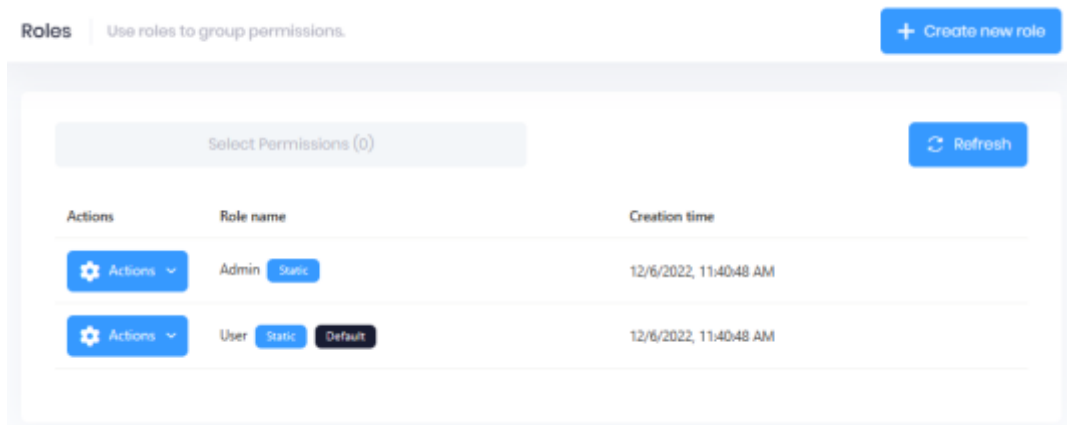 Roles Use roles to group permissions. + Create new role
Select Permissions (0) Refresh
Actions Role name Creation time
Actions Admin Static 12/6/2022, 11:40:48 AM
Actions User Static Default 12/6/2022, 11:40:48 AM